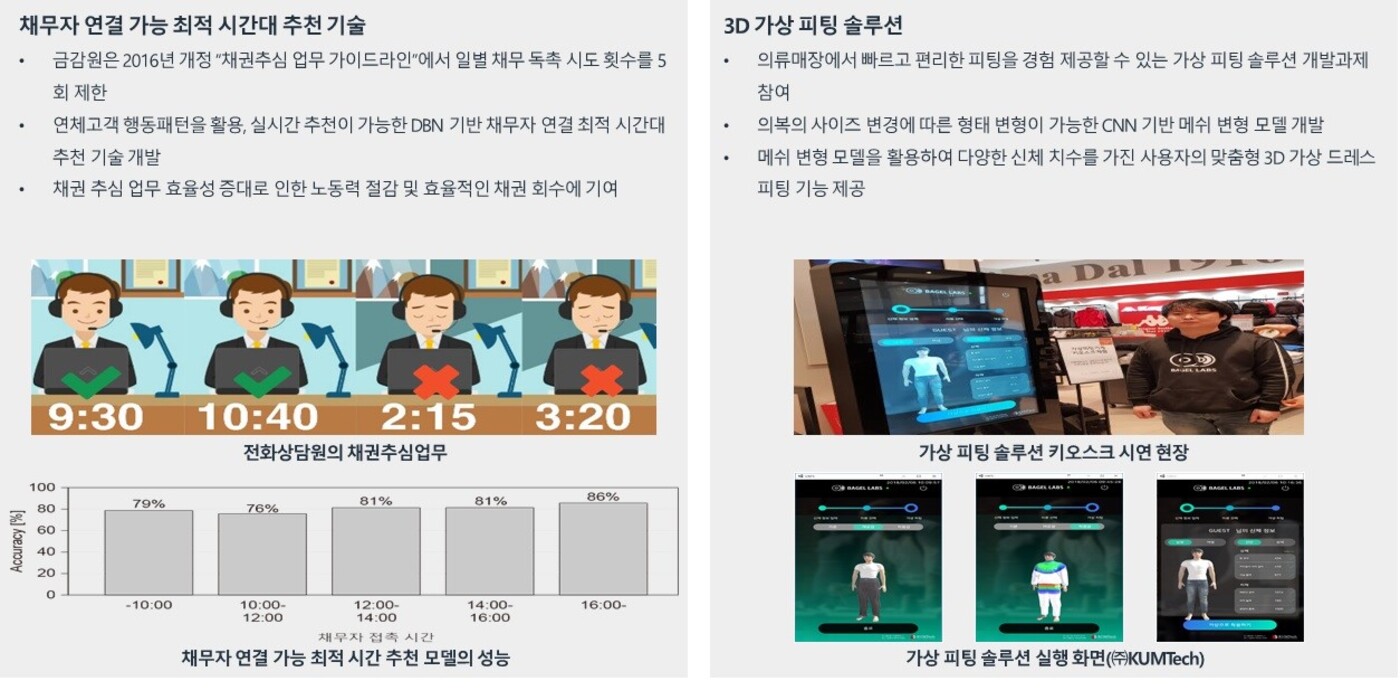 채무자 연결 가능 최적 시간대 추천 기술
• 금감원은 2016년 개정 “채권추심 업무 가이드라인”에서 일별 채무 독촉 시도 횟수를 5
회 제한
• 연체고객 행동패턴을 활용, 실시간 추천이 가능한 DBN 기반 채무자 연결 최적 시간대
추천 기술 개발
• 채권 추심 업무 효율성 증대로 인한 노동력 절감 및 효율적인 채권 회수에 기여
9:30 10:40 2:15 3:20
전화상담원의 채권추심업무
Accuracy [%]
100
80
60
40
20
0
79% 76% 81% 81% 86%
-10:00 10:00-12:00 12:00-14:00 14:00-16:00 16:00-
채무자 접촉 시간
채무자 연결 가능 최적 시간 추천 모델의 성능
3D 가상 피팅 솔루션
• 의류매장에서 빠르고 편리한 피팅을 경험 제공할 수 있는 가상 피팅 솔루션 개발과제
참여
• 의복의 사이즈 변경에 따른 형태 변형이 가능한 CNN 기반 메쉬 변형 모델 개발
• 메쉬 변형 모델을 활용하여 다양한 신체 치수를 가진 사용자의 맞춤형 3D 가상 드레스
피팅 기능 제공
Dal 1916
BAGEL LABS
GUEST 님의 신체 정보
BAGEL LABS
가상 피팅 솔루션 키오스크 시연 현장
BAGEL LABS
BAGEL LABS
BAGEL LABS
GUEST 님의 신체 정보
가상 피팅 솔루션 실행 화면(㈜KUMTech)